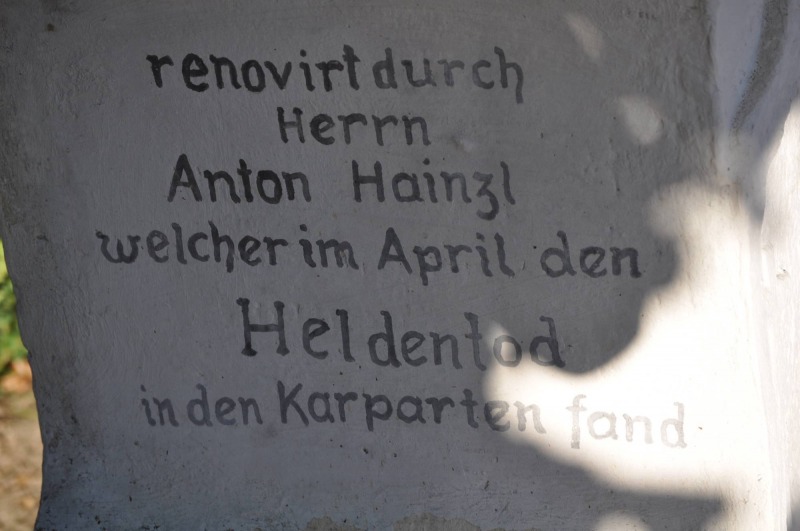 renovirt durch
Herrn
Anton Hainzl
welcher im April den
Heldentod
in den Karparten fand